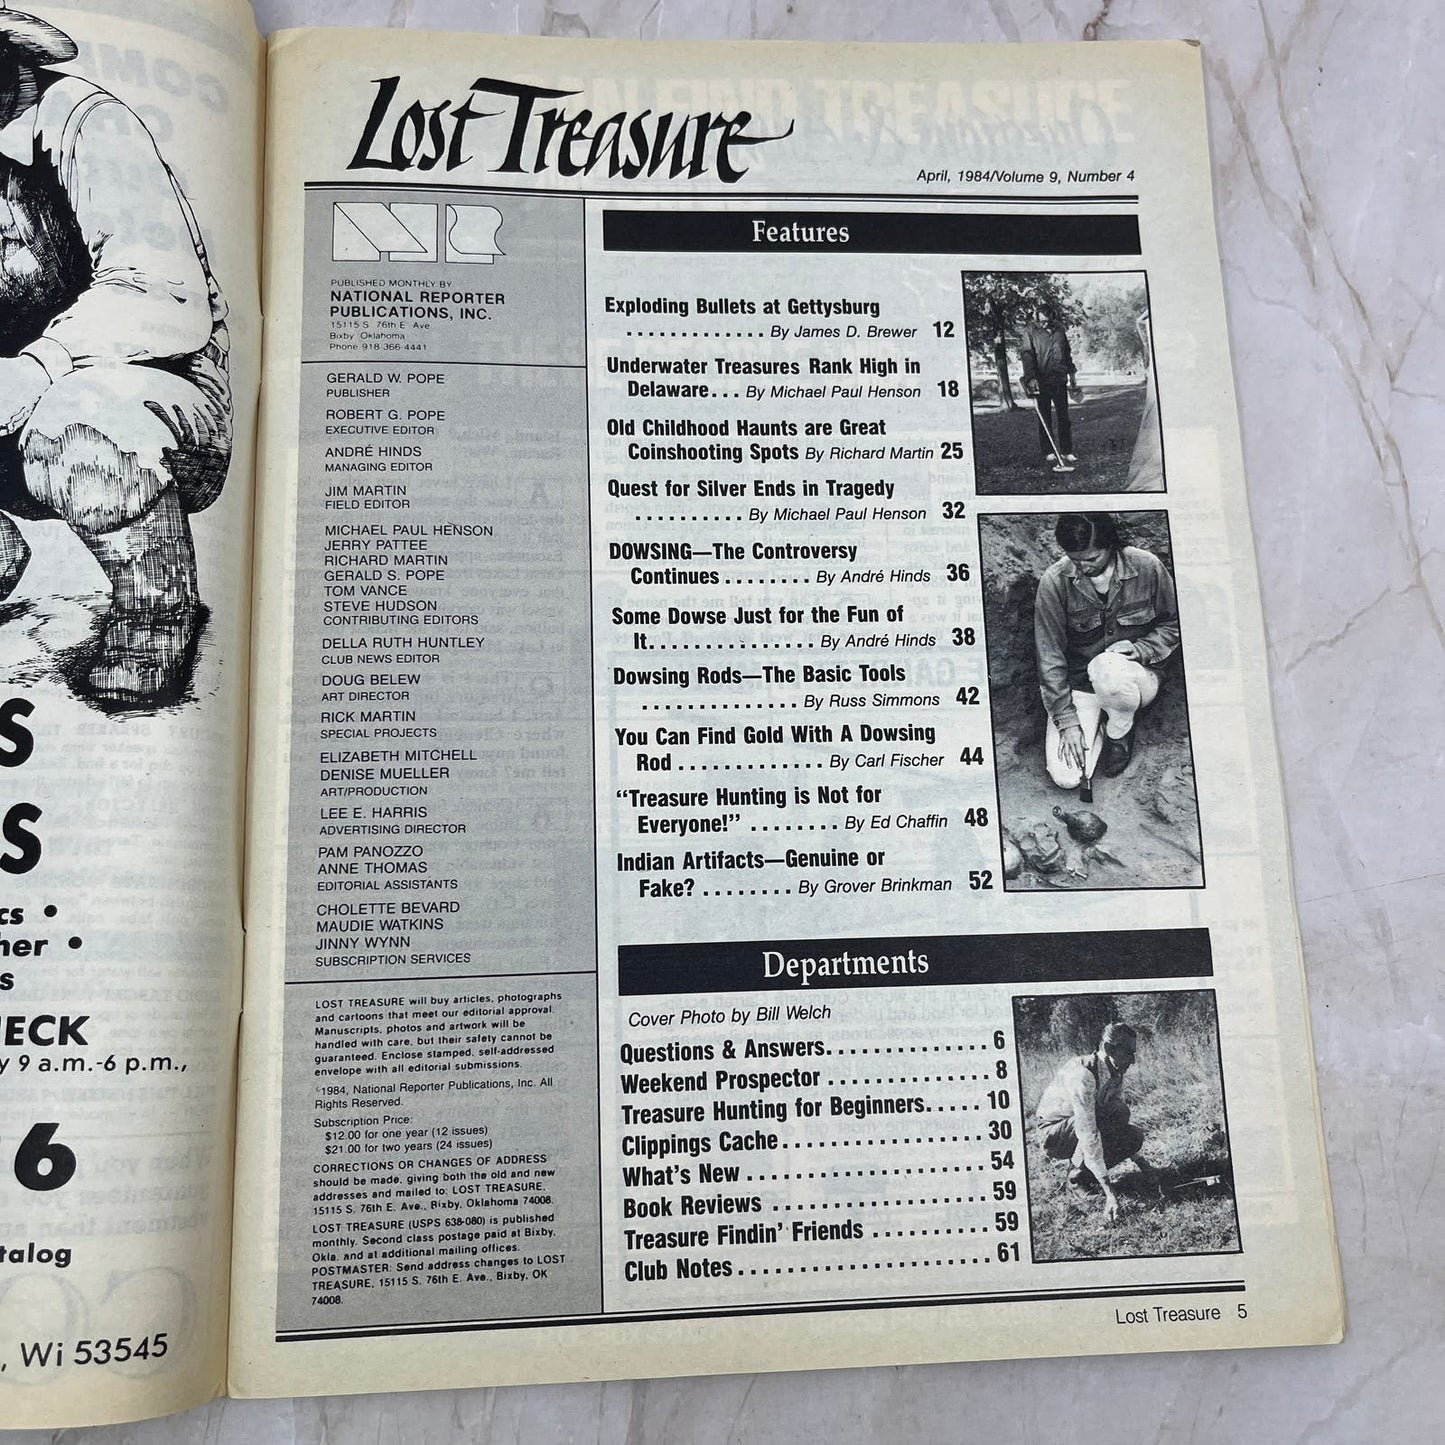 S
S
cs •
her •
s
HECK
y 9 a.m.-6 p.m.,
6
talog
, Wi 53545
Lost Treasure
April, 1984/Volume 9, Number 4
PUBLISHED MONTHLY BY
NATIONAL REPORTER
PUBLICATIONS, INC.
15115 S. 76th E. Ave.
Bixby, Oklahoma
Phone 918 366-4441
GERALD W. POPE
PUBLISHER
ROBERT G. POPE
EXECUTIVE EDITOR
ANDRÉ HINDS
MANAGING EDITOR
JIM MARTIN
FIELD EDITOR
MICHAEL PAUL HENSON
JERRY PATTEE
RICHARD MARTIN
GERALD S. POPE
TOM VANCE
STEVE HUDSON
CONTRIBUTING EDITORS
DELLA RUTH HUNTLEY
CLUB NEWS EDITOR
DOUG BELEW
ART DIRECTOR
RICK MARTIN
SPECIAL PROJECTS
ELIZABETH MITCHELL
DENISE MUELLER
ART/PRODUCTION
LEE E. HARRIS
ADVERTISING DIRECTOR
PAM PANOZZO
ANNE THOMAS
EDITORIAL ASSISTANTS
CHOLETTE BEVARD
MAUDIE WATKINS
JINNY WYNN
SUBSCRIPTION SERVICES
LOST TREASURE will buy articles, photographs
and cartoons that meet our editorial approval.
Manuscripts, photos and artwork will be
handled with care, but their safety cannot be
guaranteed. Enclose stamped, self-addressed
envelope with all editorial submissions.
©1984, National Reporter Publications, Inc. All
Rights Reserved.
Subscription Price:
$12.00 for one year (12 issues)
$21.00 for two years (24 issues)
CORRECTIONS OR CHANGES OF ADDRESS
should be made, giving both the old and new
addresses and mailed to: LOST TREASURE,
15115 S. 76th E. Ave., Bixby, Oklahoma 74008.
LOST TREASURE (USPS 638-080) is published
monthly. Second class postage paid at Bixby,
Okla. and at additional mailing offices.
POSTMASTER: Send address changes to LOST
TREASURE, 15115 S. 76th E. Ave., Bixby, OK
74008.
Features
Exploding Bullets at Gettysburg
. . . . . . . . . . . . . By James D. Brewer 12
Underwater Treasures Rank High in
Delaware. . . By Michael Paul Henson 18
Old Childhood Haunts are Great
Coinshooting Spots By Richard Martin 25
Quest for Silver Ends in Tragedy
. . . . . . . . . . By Michael Paul Henson 32
DOWSING—The Controversy
Continues . . . . . . . . By André Hinds 36
Some Dowse Just for the Fun of
It. . . . . . . . . . . . . . . . By André Hinds 38
Dowsing Rods—The Basic Tools
. . . . . . . . . . . . . . . By Russ Simmons 42
You Can Find Gold With A Dowsing
Rod . . . . . . . . . . . . . By Carl Fischer 44
“Treasure Hunting is Not for
Everyone!” . . . . . . . . By Ed Chaffin 48
Indian Artifacts—Genuine or
Fake? . . . . . . . . By Grover Brinkman 52
Departments
Cover Photo by Bill Welch
Questions & Answers. . . . . . . . . . . . . . 6
Weekend Prospector . . . . . . . . . . . . . . 8
Treasure Hunting for Beginners. . . . . 10
Clippings Cache. . . . . . . . . . . . . . . . . 30
What's New . . . . . . . . . . . . . . . . . . . . 54
Book Reviews . . . . . . . . . . . . . . . . . . 59
Treasure Findin' Friends . . . . . . . . . . 59
Club Notes. . . . . . . . . . . . . . . . . . . . . 61
Lost Treasure 5